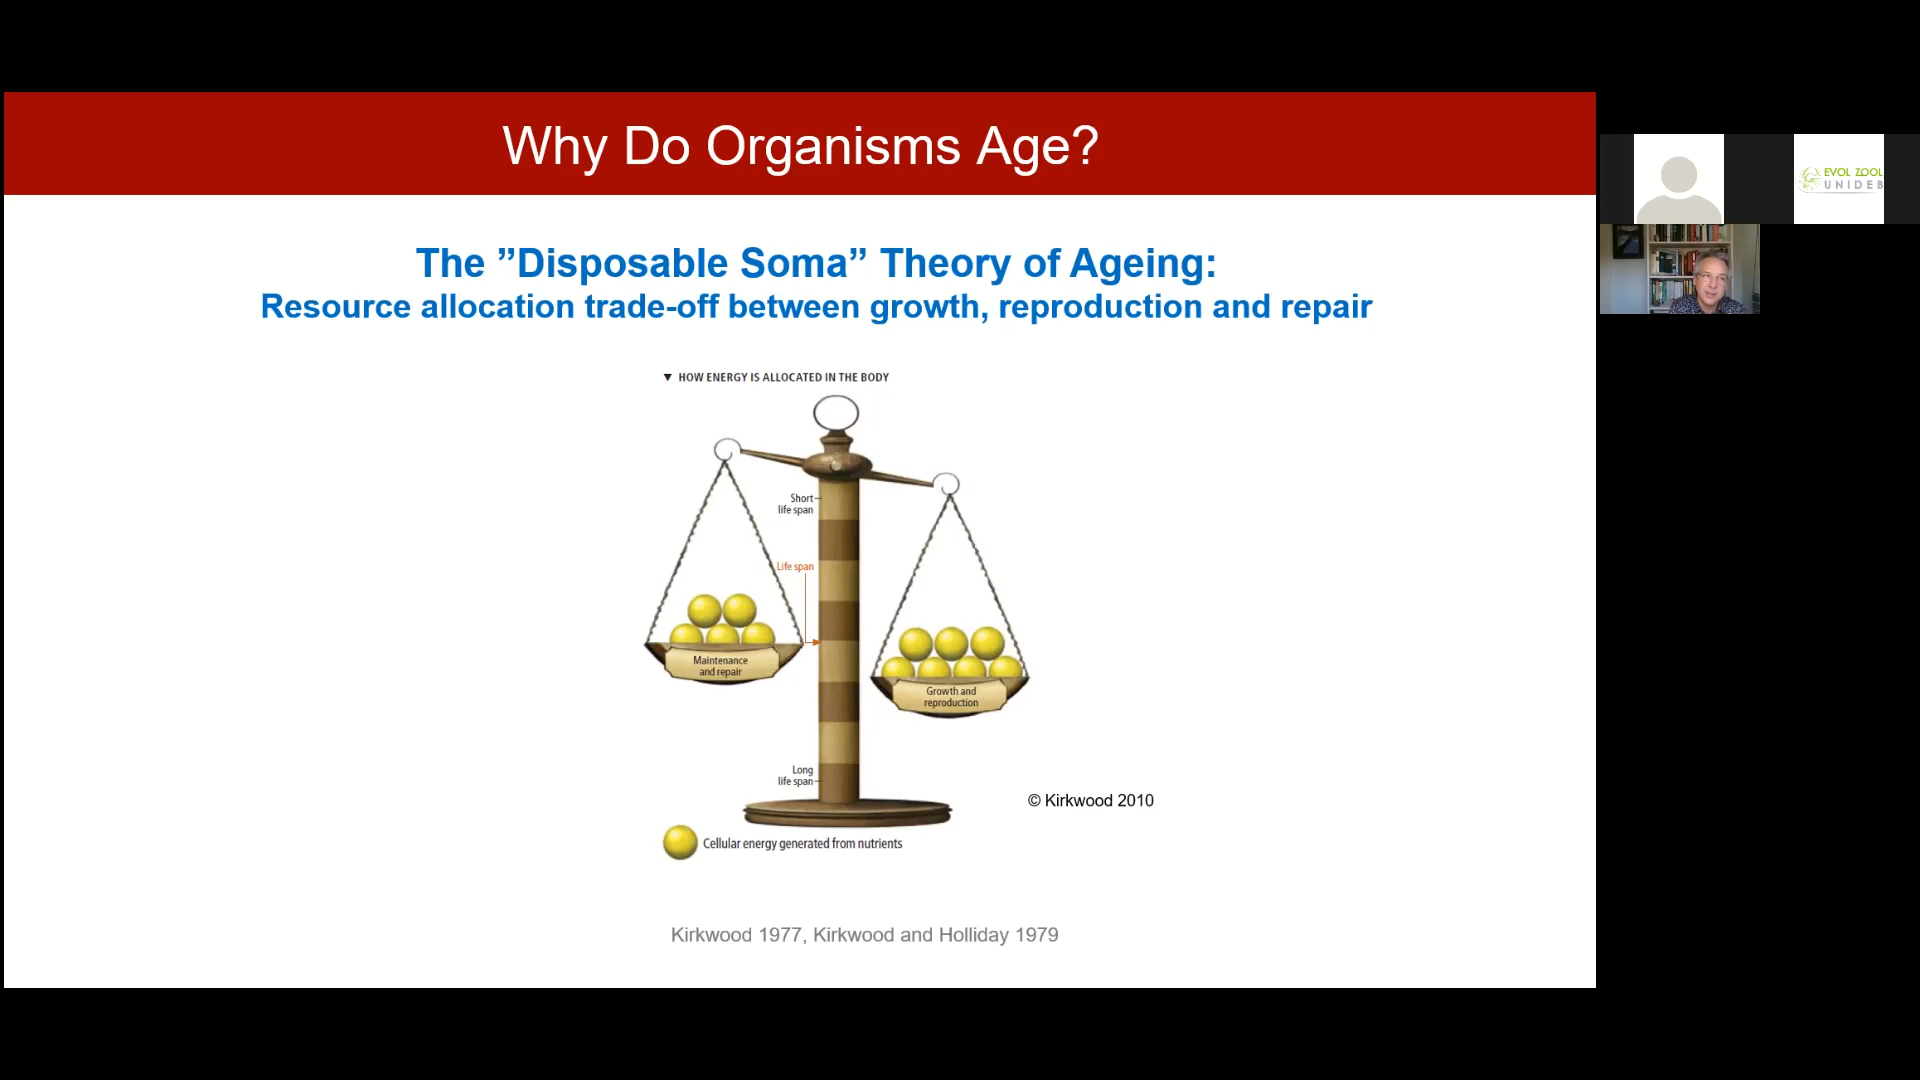 Why Do Organisms Age?
The ”Disposable Soma” Theory of Ageing:
Resource allocation trade-off between growth, reproduction and repair
▼ HOW ENERGY IS ALLOCATED IN THE BODY
Short
life span
Life span
Maintenance
and repair
Growth and
reproduction
Long
life span
© Kirkwood 2010
Cellular energy generated from nutrients
Kirkwood 1977, Kirkwood and Holliday 1979
EVOL ZOOL
UNIDEB